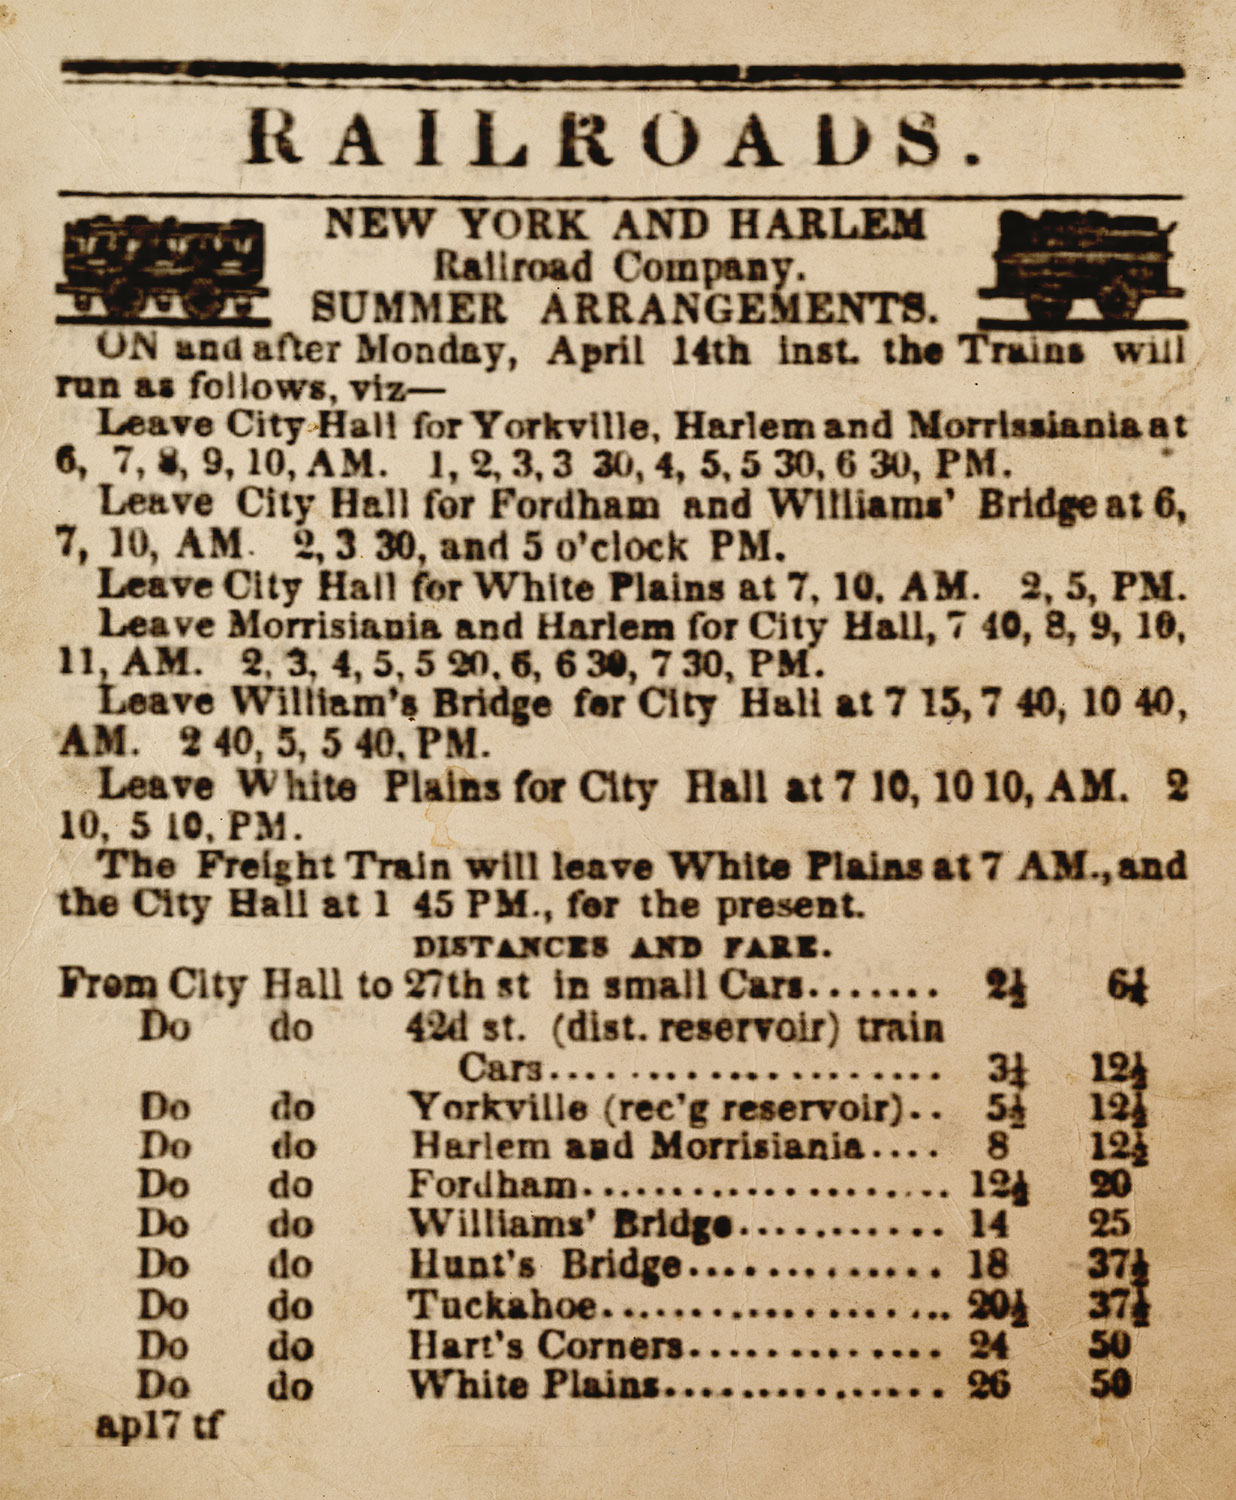 RAILROADS.
NEW YORK AND HARLEM
Railroad Company.
SUMMER ARRANGEMENTS.
ON and after Monday, April 14th inst. the Trains will
run as follows, viz—
Leave City Hall for Yorkville, Harlem and Morrissiania at
6, 7, 8, 9, 10, AM. 1, 2, 3, 3 30, 4, 5, 5 30, 6 30, PM.
Leave City Hall for Fordham and Williams' Bridge at 6,
7, 10, AM. 2, 3 30, and 5 o'clock PM.
Leave City Hall for White Plains at 7, 10, AM. 2, 5, PM.
Leave Morrisiania and Harlem for City Hall, 7 40, 8, 9, 10,
11, AM. 2, 3, 4, 5, 5 20, 6, 6 30, 7 30, PM.
Leave William's Bridge for City Hall at 7 15, 7 40, 10 40,
AM. 2 40, 5, 5 40, PM.
Leave White Plains for City Hall at 7 10, 10 10, AM. 2
10, 5 10, PM.
The Freight Train will leave White Plains at 7 AM., and
the City Hall at 1 45 PM., for the present.
DISTANCES AND FARE.
From City Hall to 27th st in small Cars....... 2½ 6¼
Do do 42d st. (dist. reservoir) train
Cars..................... 3¼ 12½
Do do Yorkville (rec'g reservoir).. 5½ 12½
Do do Harlem and Morrisiania.... 8 12½
Do do Fordham................... 12½ 20
Do do Williams' Bridge........... 14 25
Do do Hunt's Bridge............. 18 37½
Do do Tuckahoe.................. 20½ 37½
Do do Hart's Corners............. 24 50
Do do White Plains............... 26 50
ap17 tf